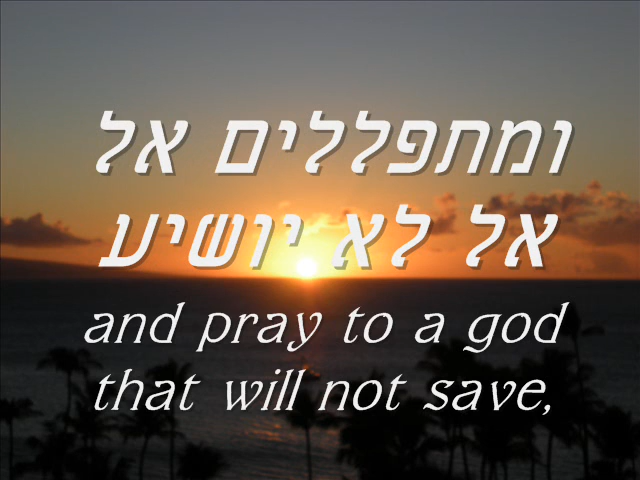 ומתפללים אל
אל לא יושיע
and pray to a god
that will not save,